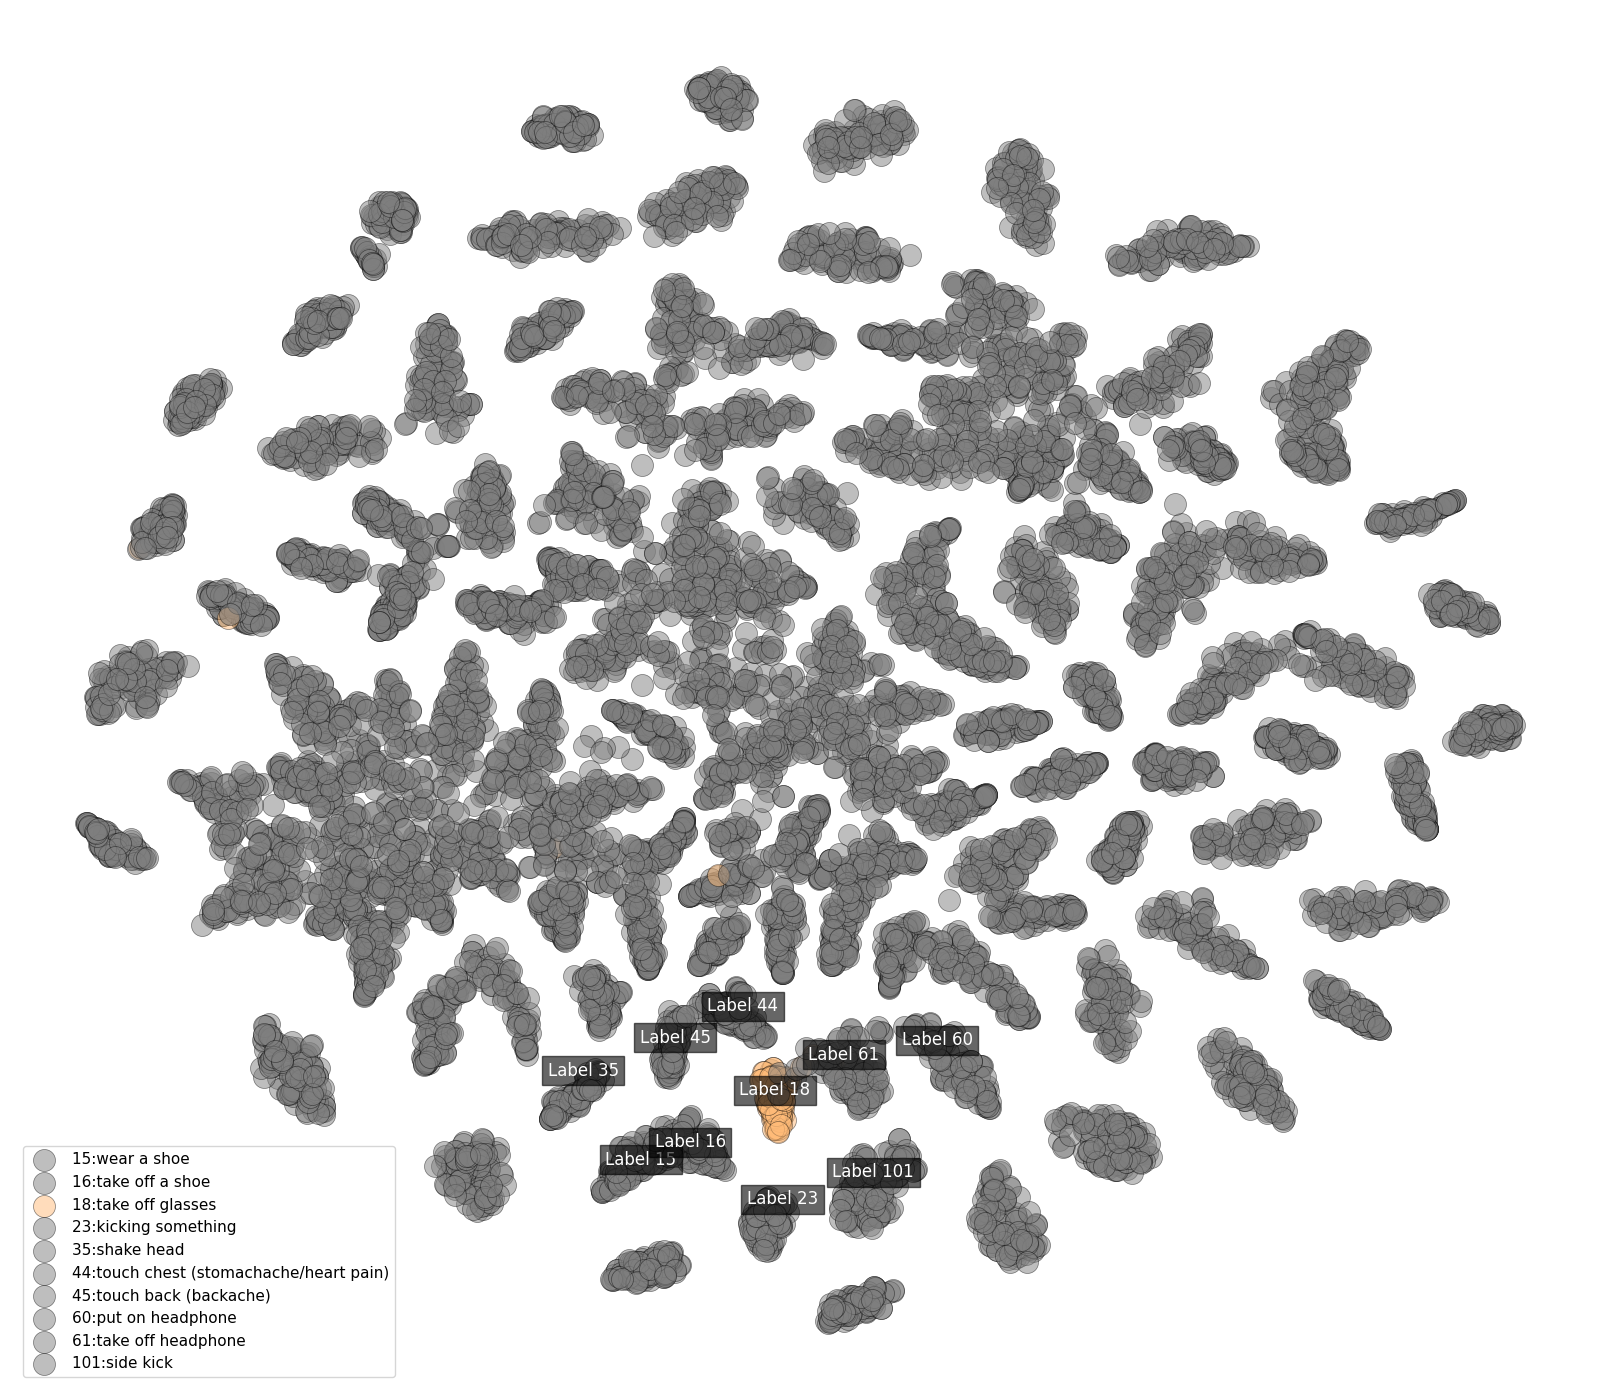 Label 44
Label 45
Label 60
Label 61
Label 35
Label 18
Label 16
Label 15
Label 101
Label 23
15:wear a shoe
16:take off a shoe
18:take off glasses
23:kicking something
35:shake head
44:touch chest (stomachache/heart pain)
45:touch back (backache)
60:put on headphone
61:take off headphone
101:side kick